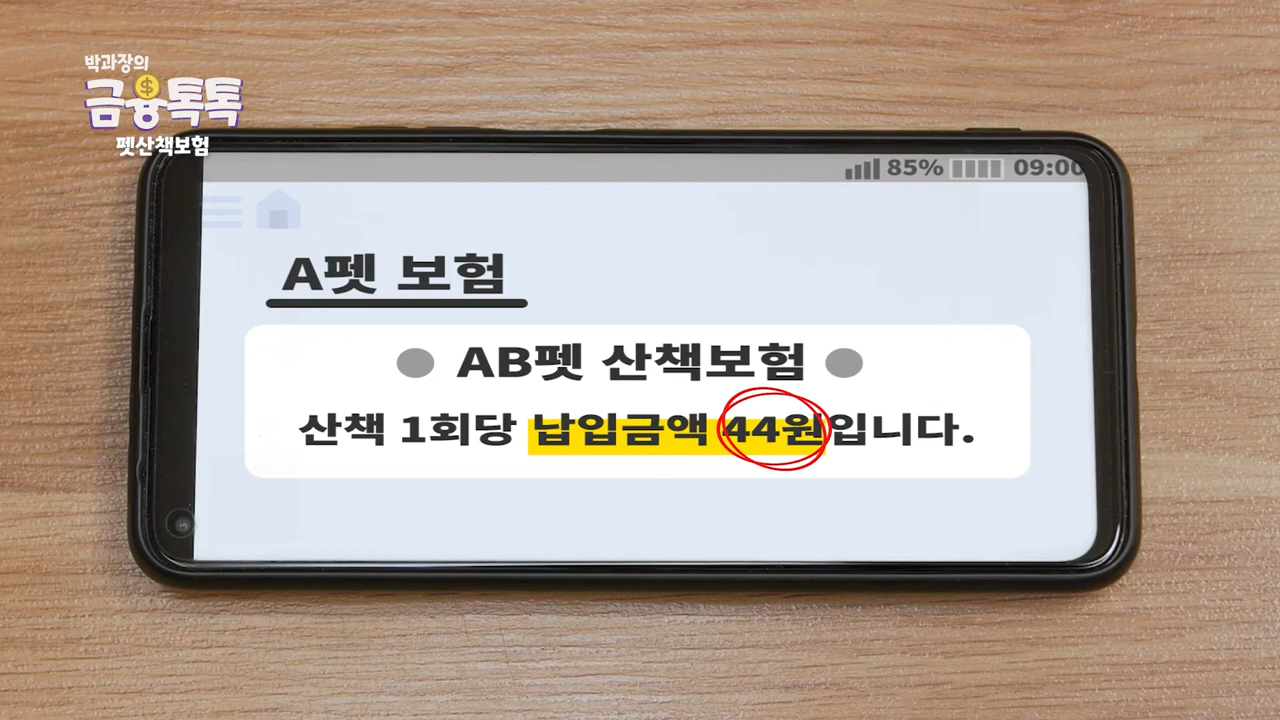 박과장의
금융톡톡
펫산책보험
85% 09:00
A펫 보험
AB펫 산책보험
산책 1회당 납입금액 44원입니다.